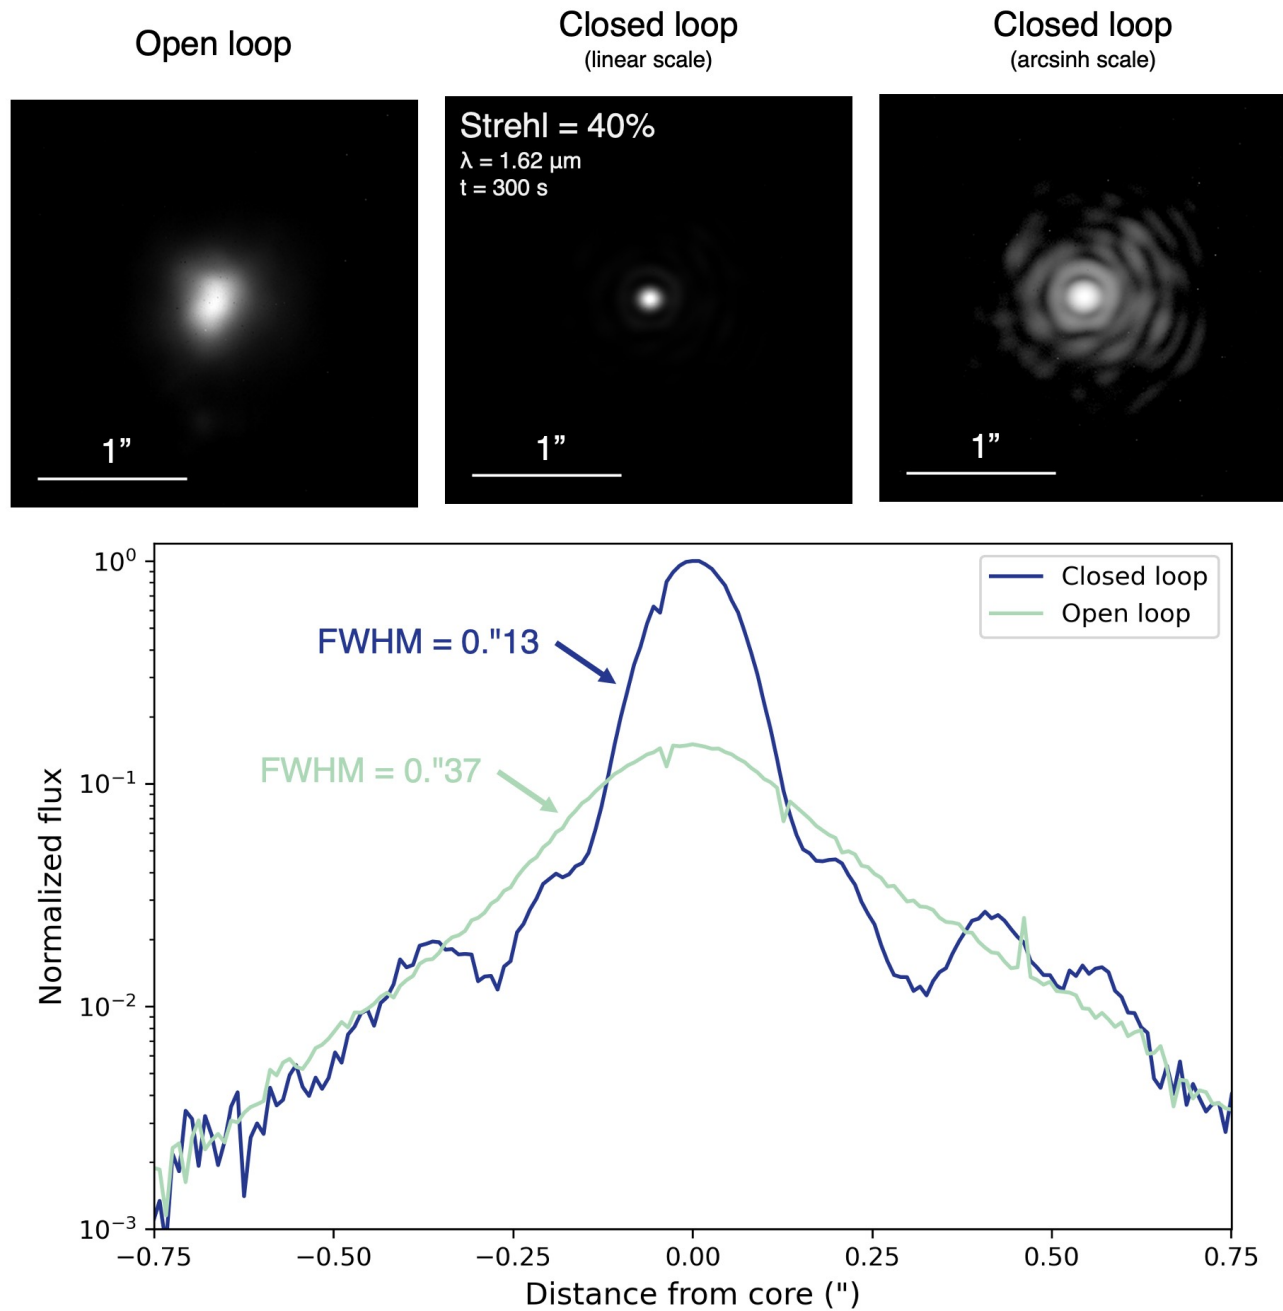 Open loop
Closed loop
(linear scale)
Closed loop
(arcsinh scale)
Strehl = 40%
λ = 1.62 μm
t = 300 s
1”
1”
1”
Normalized flux
10⁰
10⁻¹
10⁻²
10⁻³
FWHM = 0."13
FWHM = 0."37
Closed loop
Open loop
−0.75
−0.50
−0.25
0.00
0.25
0.50
0.75
Distance from core (")